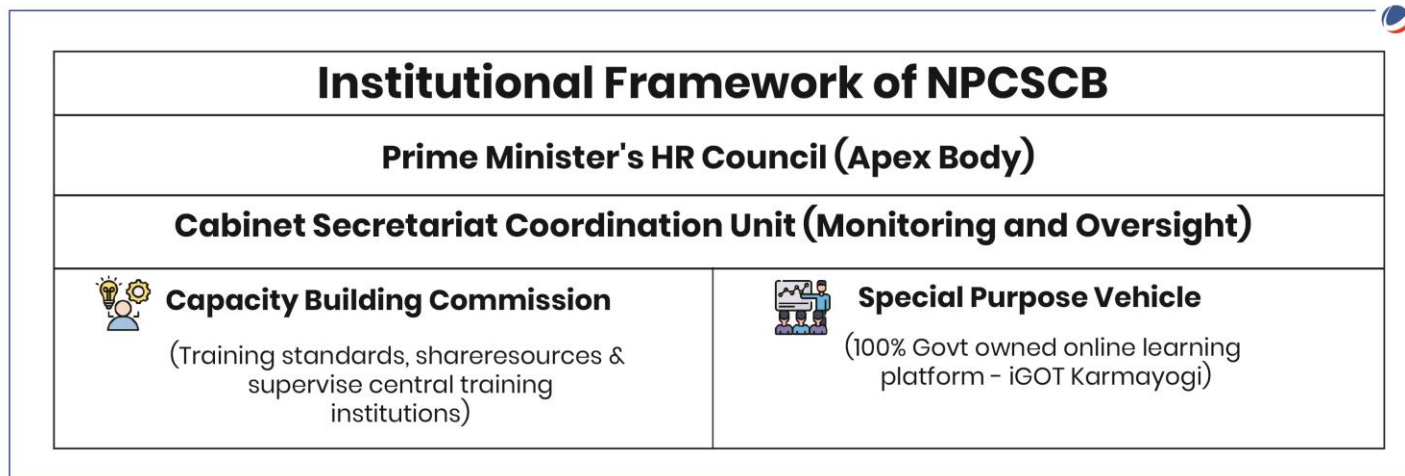 Institutional Framework of NPCSCB
Prime Minister's HR Council (Apex Body)
Cabinet Secretariat Coordination Unit (Monitoring and Oversight)
Capacity Building Commission
(Training standards, shareresources &
supervise central training
institutions)
Special Purpose Vehicle
(100% Govt owned online learning
platform - iGOT Karmayogi)